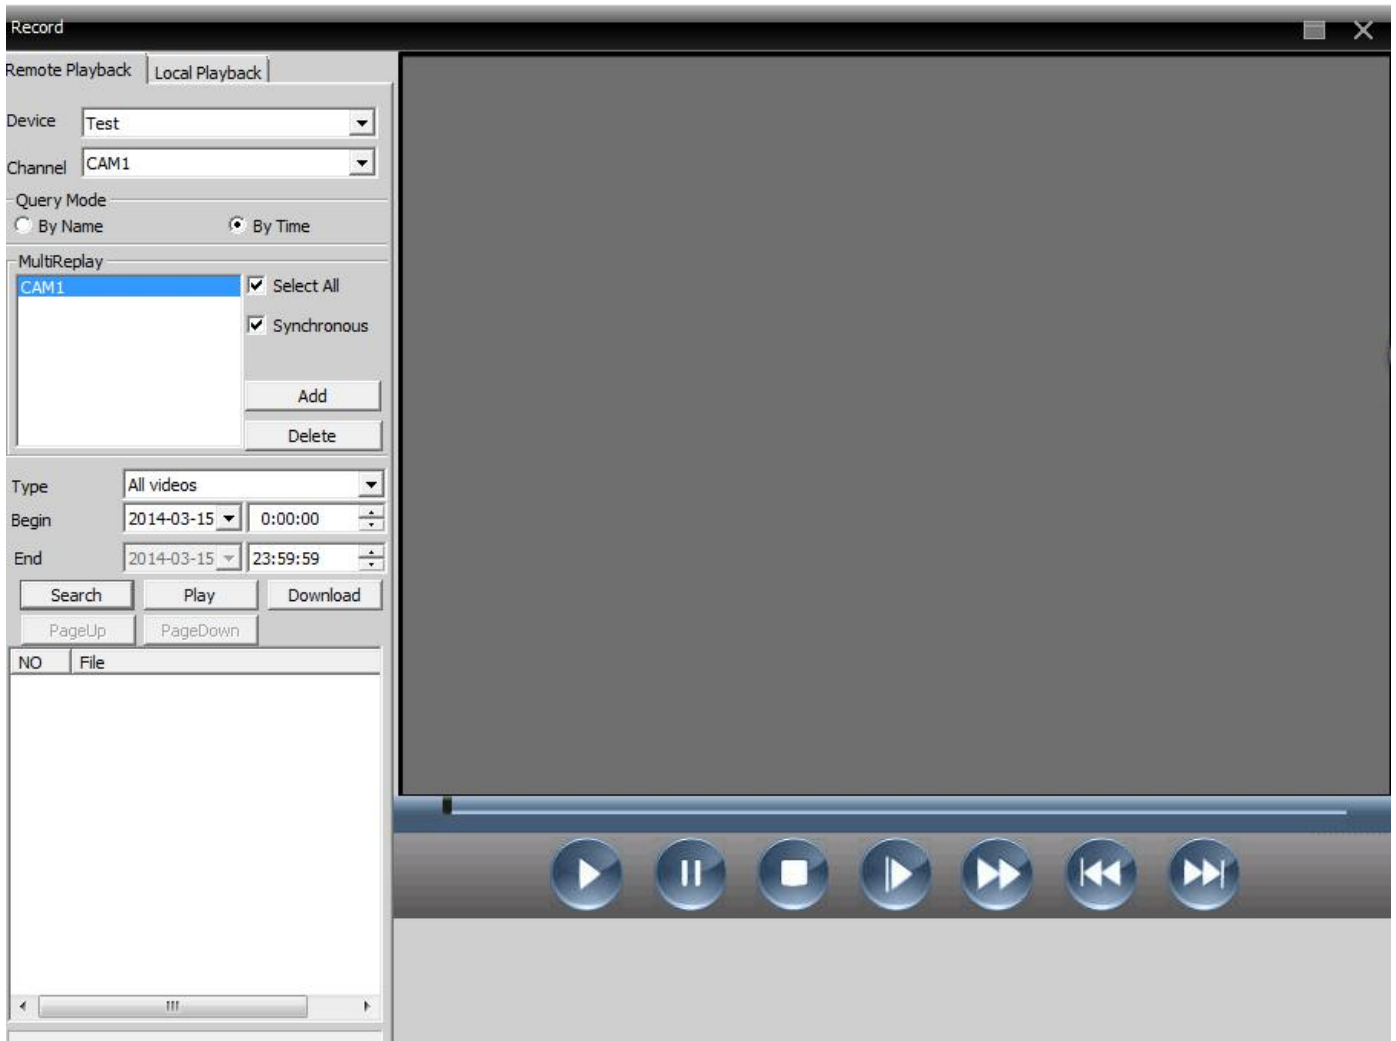 Record
Remote Playback Local Playback
Device Test
Channel CAM1
Query Mode
By Name By Time
MultiReplay
CAM1 Select All
Synchronous
Add
Delete
Type All videos
Begin 2014-03-15 0:00:00
End 2014-03-15 23:59:59
Search Play Download
PageUp PageDown
NO File